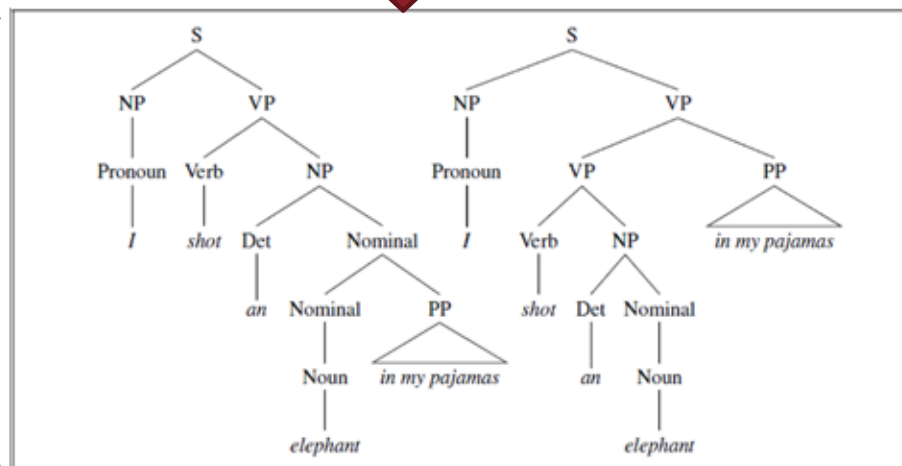 S S
NP VP NP VP
Pronoun Verb NP Pronoun VP PP
I shot Det Nominal I Verb NP in my pajamas
an Nominal PP shot Det Nominal
Noun in my pajamas an Noun
elephant elephant